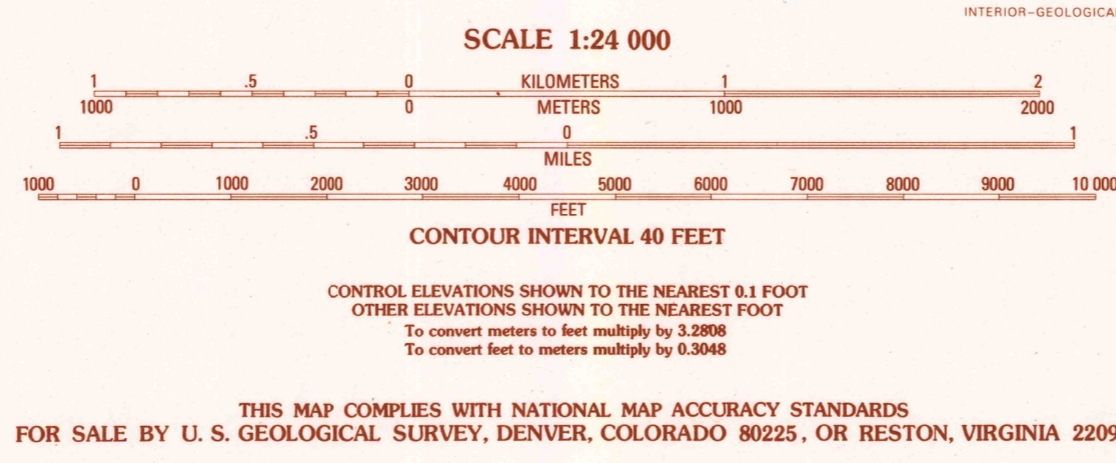 INTERIOR–GEOLOGICAL
SCALE 1:24 000
1 .5 0 KILOMETERS 1 2
1000 0 METERS 1000 2000
1 .5 0 1
MILES
1000 0 1000 2000 3000 4000 5000 6000 7000 8000 9000 10 000
FEET
CONTOUR INTERVAL 40 FEET
CONTROL ELEVATIONS SHOWN TO THE NEAREST 0.1 FOOT
OTHER ELEVATIONS SHOWN TO THE NEAREST FOOT
To convert meters to feet multiply by 3.2808
To convert feet to meters multiply by 0.3048
THIS MAP COMPLIES WITH NATIONAL MAP ACCURACY STANDARDS
FOR SALE BY U. S. GEOLOGICAL SURVEY, DENVER, COLORADO 80225, OR RESTON, VIRGINIA 2209